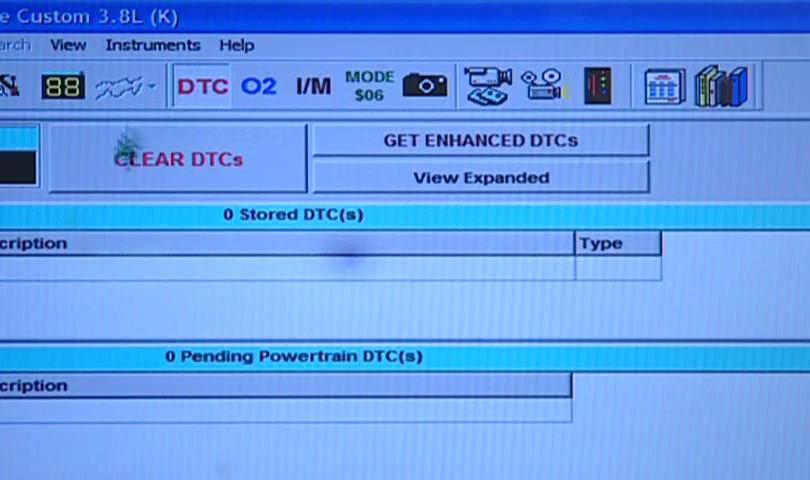 e Custom 3.8L (K)
arch View Instruments Help
88 DTC O2 I/M MODE $06
CLEAR DTCs
GET ENHANCED DTCs
View Expanded
0 Stored DTC(s)
cription Type
0 Pending Powertrain DTC(s)
cription